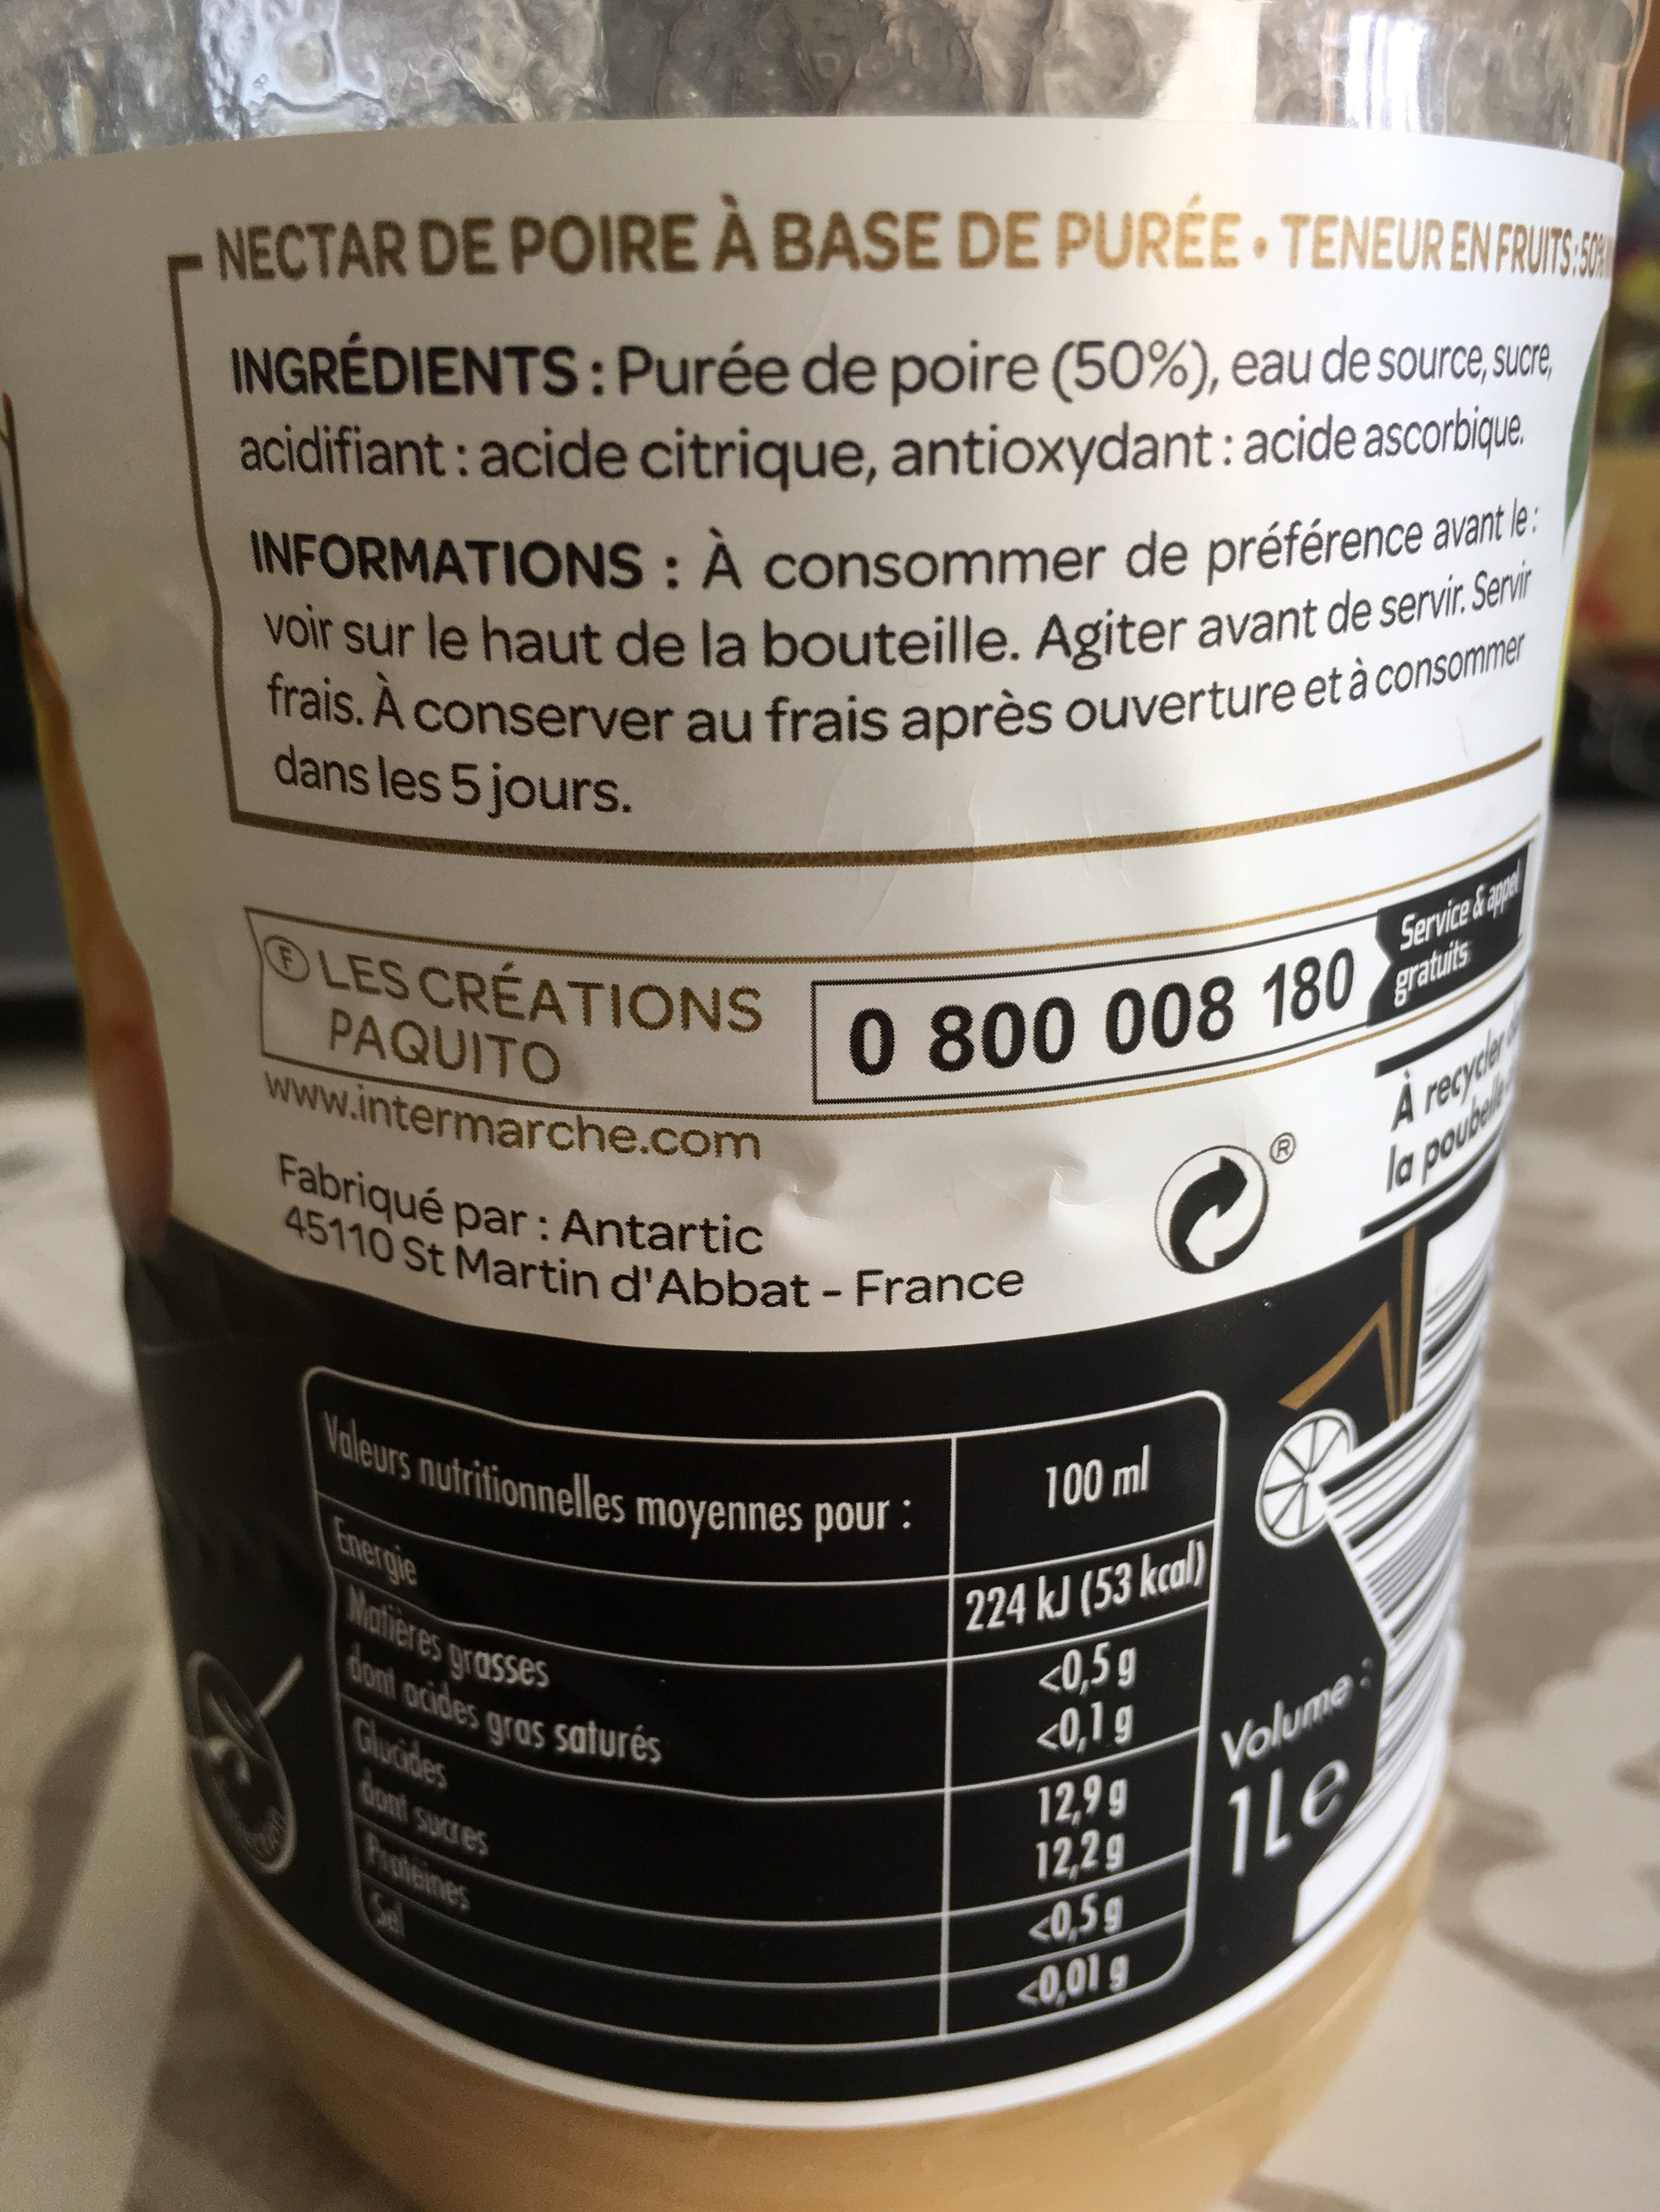 NECTAR DE POIRE À BASE DE PURÉE • TENEUR EN FRUITS : 50%
INGRÉDIENTS : Purée de poire (50%), eau de source, sucre,
acidifiant : acide citrique, antioxydant : acide ascorbique.
INFORMATIONS : À consommer de préférence avant le :
voir sur le haut de la bouteille. Agiter avant de servir. Servir
frais. À conserver au frais après ouverture et à consommer
dans les 5 jours.
Ⓕ LES CRÉATIONS
PAQUITO
0 800 008 180
Service & appel
gratuits
www.intermarche.com
Fabriqué par : Antartic
45110 St Martin d'Abbat - France
®
À recycler
la poubelle
Valeurs nutritionnelles moyennes pour : 100 ml
Energie 224 kJ (53 kcal)
Matières grasses <0,5 g
dont acides gras saturés <0,1 g
Glucides 12,9 g
dont sucres 12,2 g
Protéines <0,5 g
Sel <0,01 g
Volume :
1L e